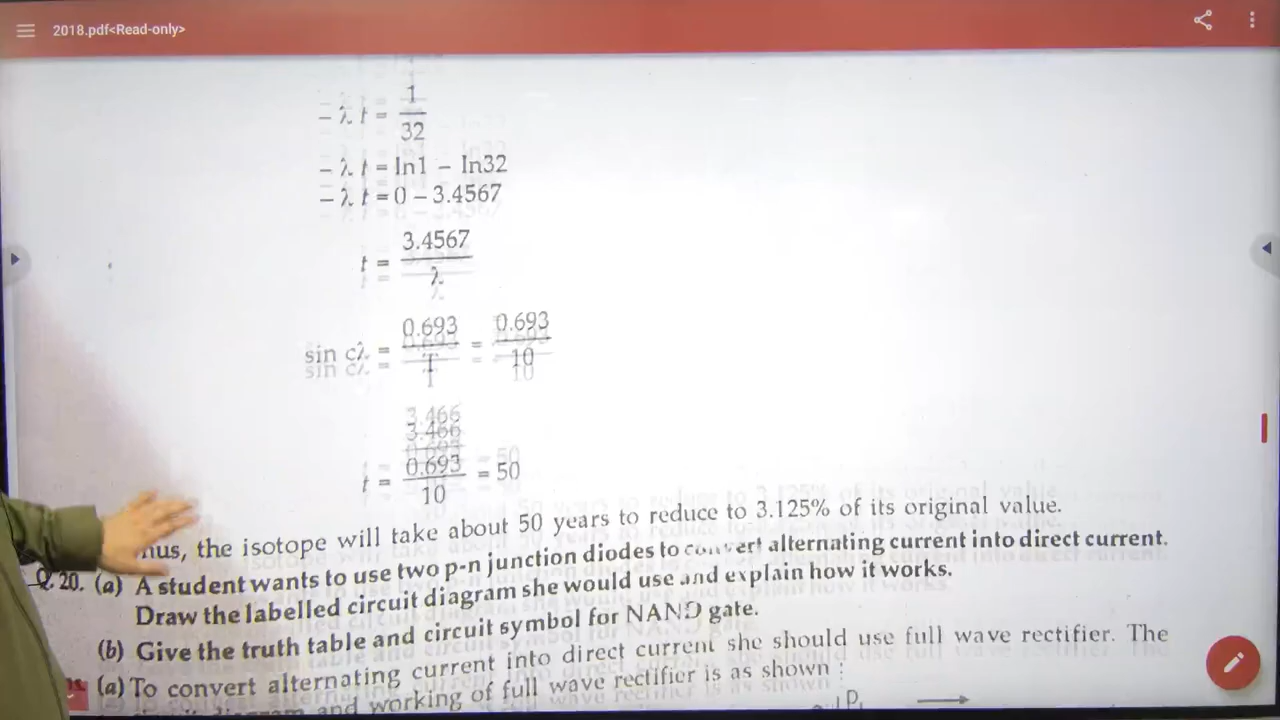 2018.pdf<Read-only>
- λ t = 1/32
- λ t = ln1 - ln32
- λ t = 0 - 3.4567
t = 3.4567/λ
sin cλ = 0.693/T = 0.693/10
t = 3.466/(0.693/10) = 50
hus, the isotope will take about 50 years to reduce to 3.125% of its original value.
Q.20. (a) A student wants to use two p-n junction diodes to convert alternating current into direct current.
Draw the labelled circuit diagram she would use and explain how it works.
(b) Give the truth table and circuit symbol for NAND gate.
(a) To convert alternating current into direct current she should use full wave rectifier. The
and working of full wave rectifier is as shown :
P₁